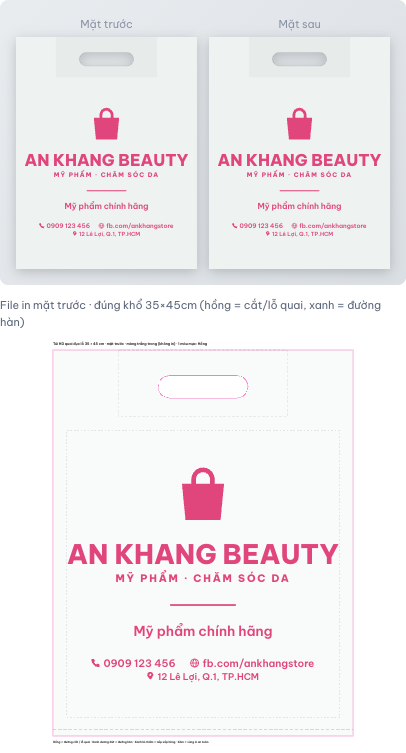 Mặt trước
Mặt sau
AN KHANG BEAUTY
MỸ PHẨM · CHĂM SÓC DA
Mỹ phẩm chính hãng
0909 123 456 fb.com/ankhangstore
12 Lê Lợi, Q.1, TP.HCM
AN KHANG BEAUTY
MỸ PHẨM · CHĂM SÓC DA
Mỹ phẩm chính hãng
0909 123 456 fb.com/ankhangstore
12 Lê Lợi, Q.1, TP.HCM
File in mặt trước · đúng khổ 35×45cm (hồng = cắt/lỗ quai, xanh = đường
hàn)
AN KHANG BEAUTY
MỸ PHẨM · CHĂM SÓC DA
Mỹ phẩm chính hãng
0909 123 456 fb.com/ankhangstore
12 Lê Lợi, Q.1, TP.HCM